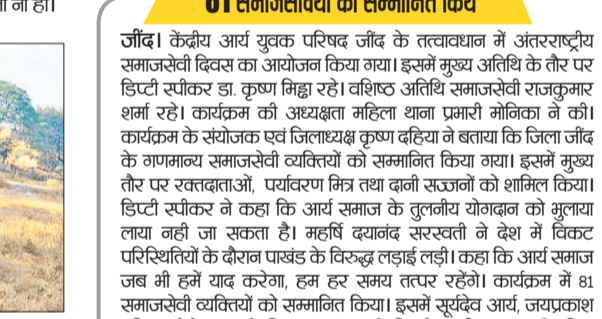 81 समाजसेवियों को सम्मानित किया
जींद। केंद्रीय आर्य युवक परिषद जींद के तत्वावधान में अंतरराष्ट्रीय
समाजसेवी दिवस का आयोजन किया गया। इसमें मुख्य अतिथि के तौर पर
डिप्टी स्पीकर डा. कृष्ण मिड्ढा रहे। वशिष्ठ अतिथि समाजसेवी राजकुमार
शर्मा रहे। कार्यक्रम की अध्यक्षता महिला थाना प्रभारी मोनिका ने की।
कार्यक्रम के संयोजक एवं जिलाध्यक्ष कृष्ण दहिया ने बताया कि जिला जींद
के गणमान्य समाजसेवी व्यक्तियों को सम्मानित किया गया। इसमें मुख्य
तौर पर रक्तदाताओं, पर्यावरण मित्र तथा दानी सज्जनों को शामिल किया।
डिप्टी स्पीकर ने कहा कि आर्य समाज के तुलनीय योगदान को भुलाया
लाया नही जा सकता है। महर्षि दयानंद सरस्वती ने देश में विकट
परिस्थितियों के दौरान पाखंड के विरुद्ध लड़ाई लड़ी। कहा कि आर्य समाज
जब भी हमें याद करेगा, हम हर समय तत्पर रहेंगे। कार्यक्रम में 81
समाजसेवी व्यक्तियों को सम्मानित किया। इसमें सूर्यदेव आर्य, जयप्रकाश